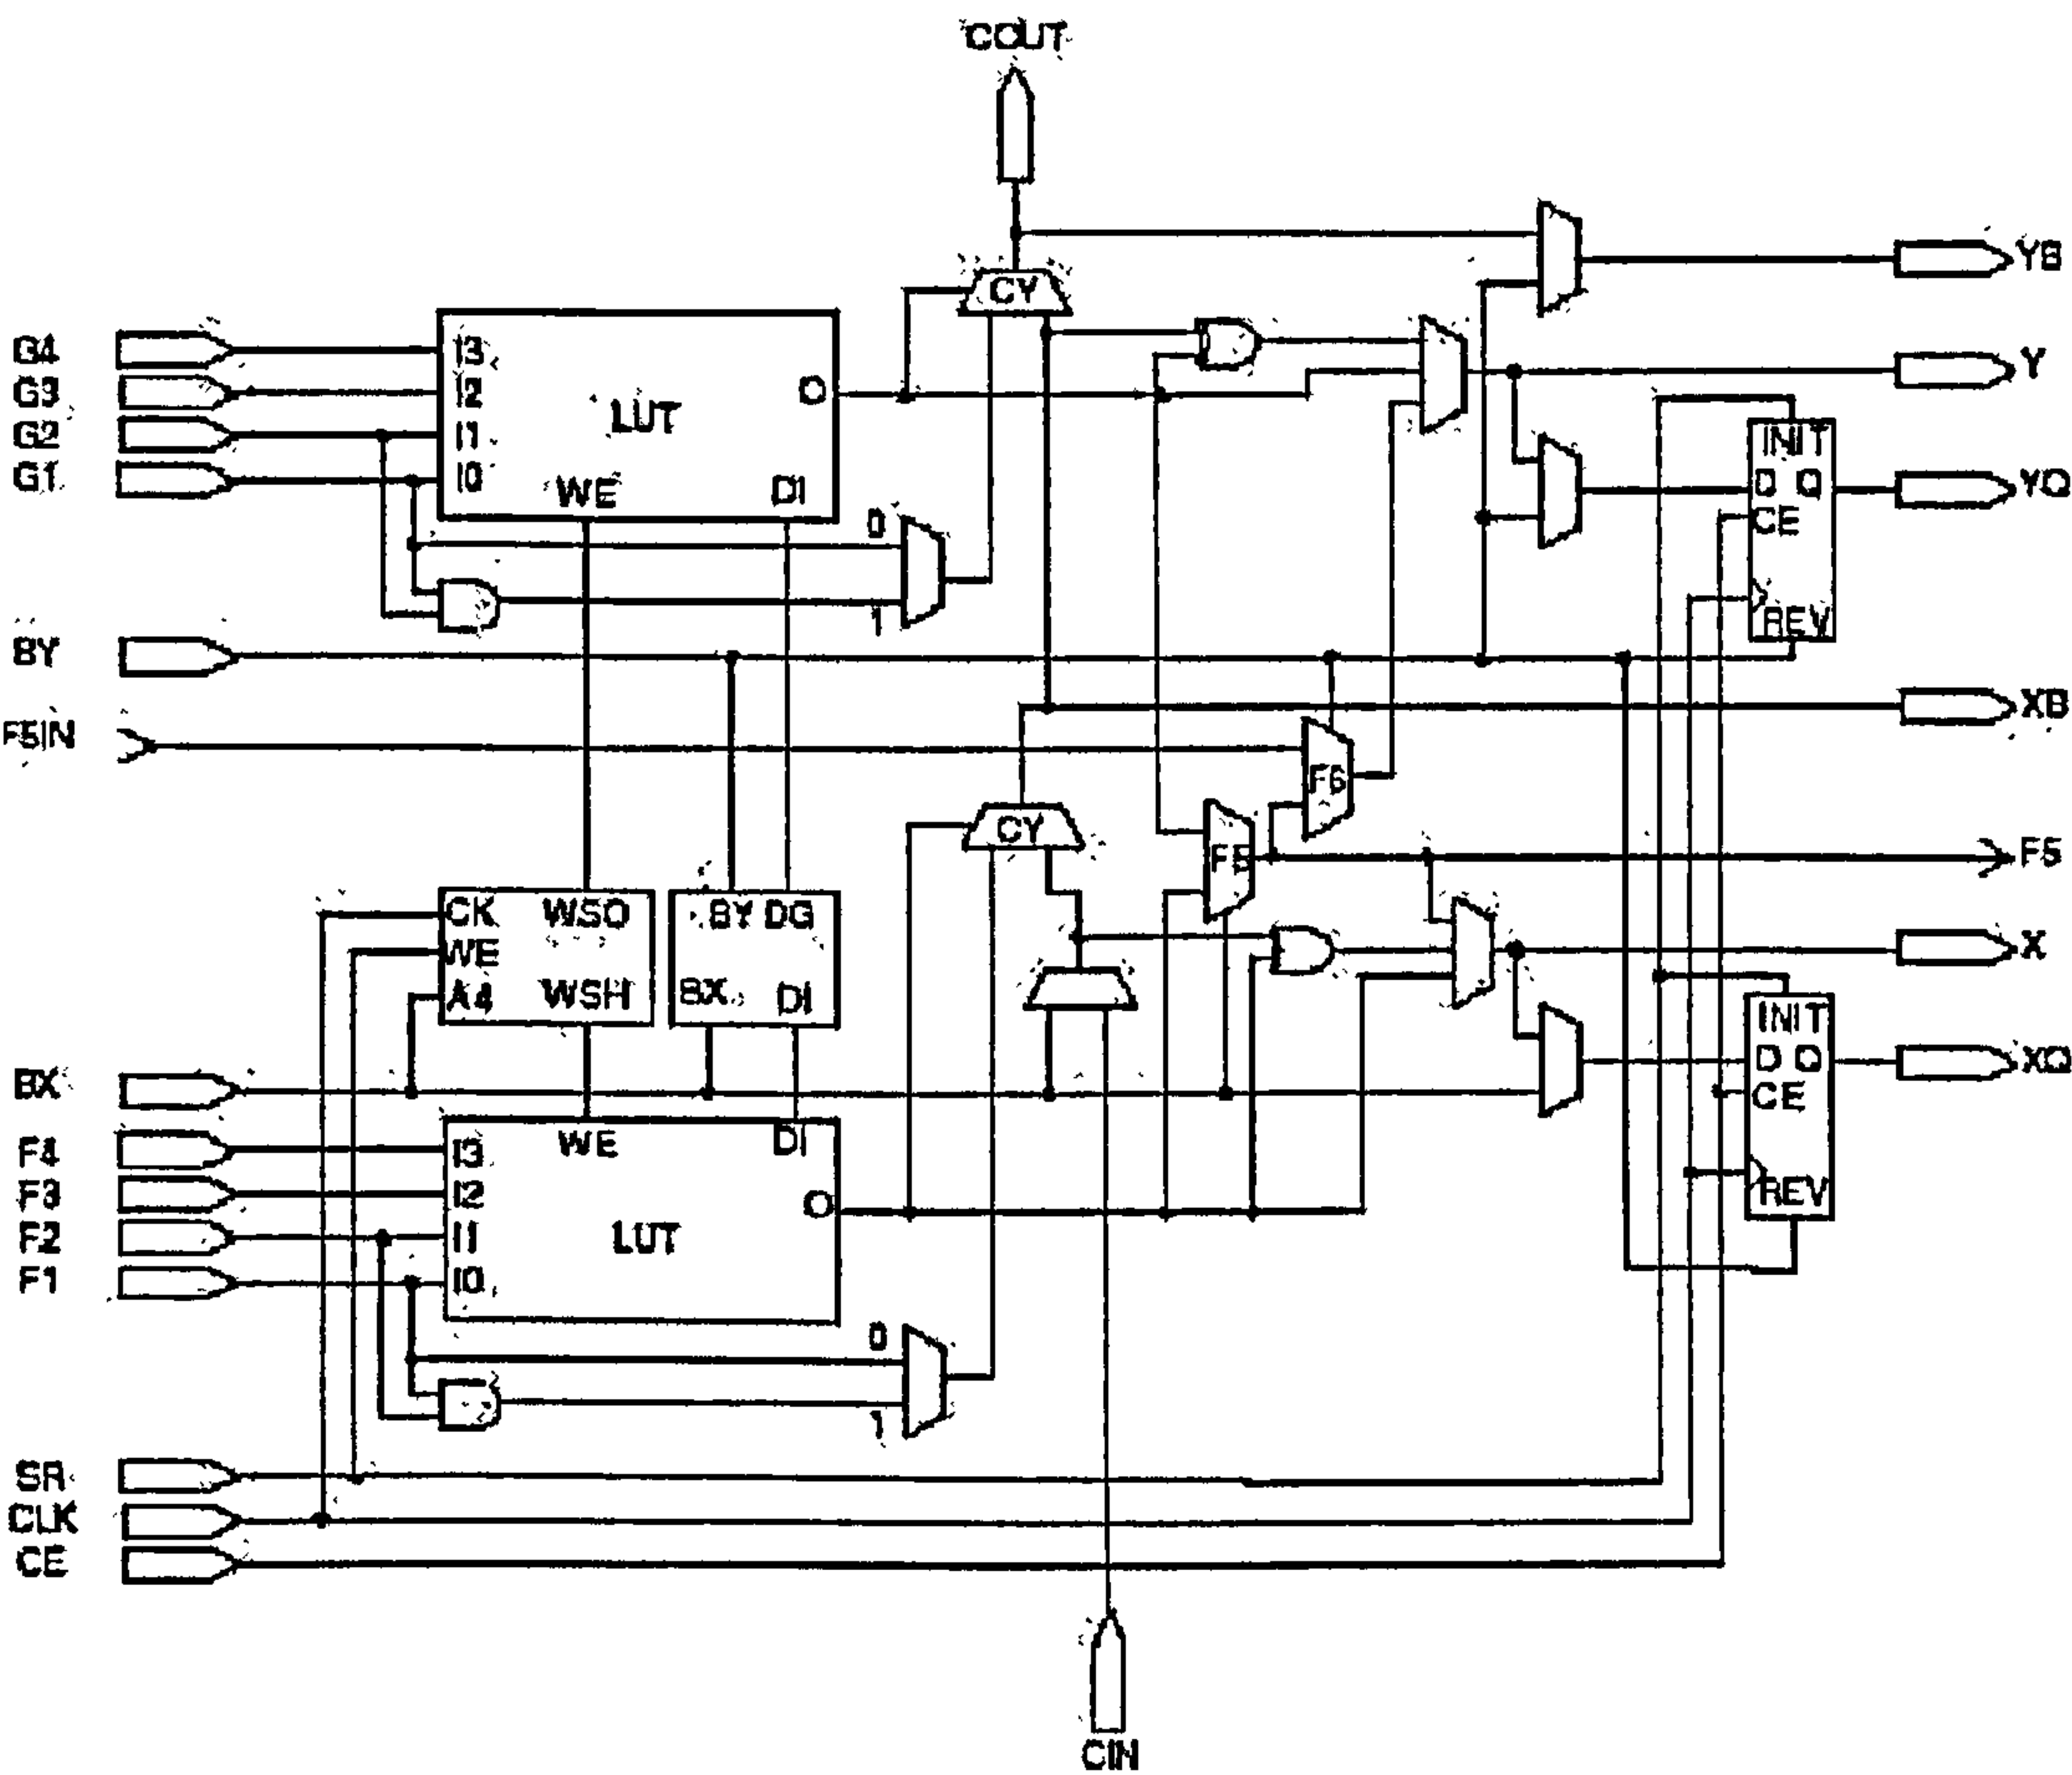 COUT
CY
YB
G4
G3
G2
G1
I3
I2
I1
I0
LUT
O
WE
DI
0
1
Y
INIT
D Q
CE
REV
YQ
BY
XB
F5IN
F6
CY
F5
F5
CK WSO
WE
A4 WSH
BY DG
BX DI
X
BX
INIT
D Q
CE
REV
XQ
F4
F3
F2
F1
I3
I2
I1
I0
WE
DI
LUT
O
0
1
SR
CLK
CE
CIN